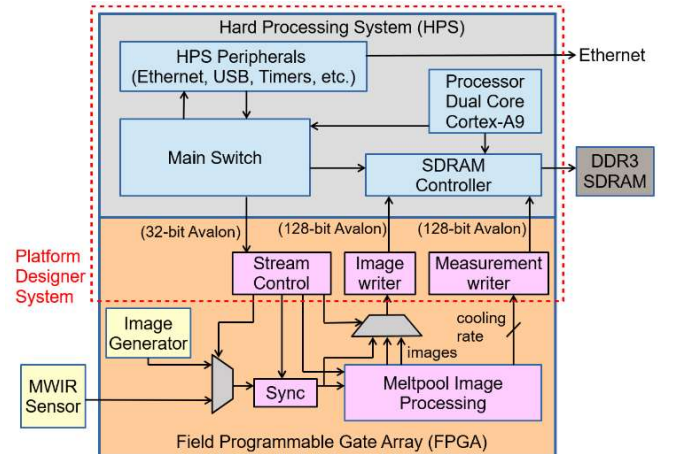 Hard Processing System (HPS)
HPS Peripherals
(Ethernet, USB, Timers, etc.)
Ethernet
Processor
Dual Core
Cortex-A9
Main Switch
SDRAM
Controller
DDR3
SDRAM
(32-bit Avalon)
(128-bit Avalon)
(128-bit Avalon)
Platform
Designer
System
Stream
Control
Image
writer
Measurement
writer
Image
Generator
cooling
rate
images
MWIR
Sensor
Sync
Meltpool Image
Processing
Field Programmable Gate Array (FPGA)